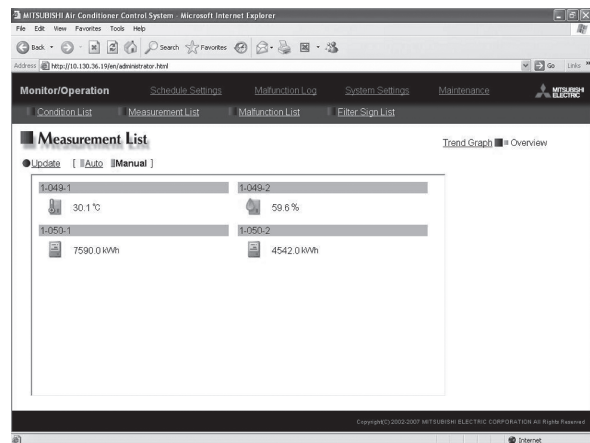 MITSUBISHI Air Conditioner Control System - Microsoft Internet Explorer
File Edit View Favorites Tools Help
Back Search Favorites
Address http://10.130.36.19/en/administrator.html Go Links »
Monitor/Operation Schedule Settings Malfunction Log System Settings Maintenance MITSUBISHI ELECTRIC
Condition List Measurement List Malfunction List Filter Sign List
Measurement List
Trend Graph Overview
Update [ Auto Manual ]
1-049-1 1-049-2
30.1 °C 59.6 %
1-050-1 1-050-2
7590.0 kWh 4542.0 kWh
Copyright(C) 2002-2007 MITSUBISHI ELECTRIC CORPORATION All Rights Reserved
Internet